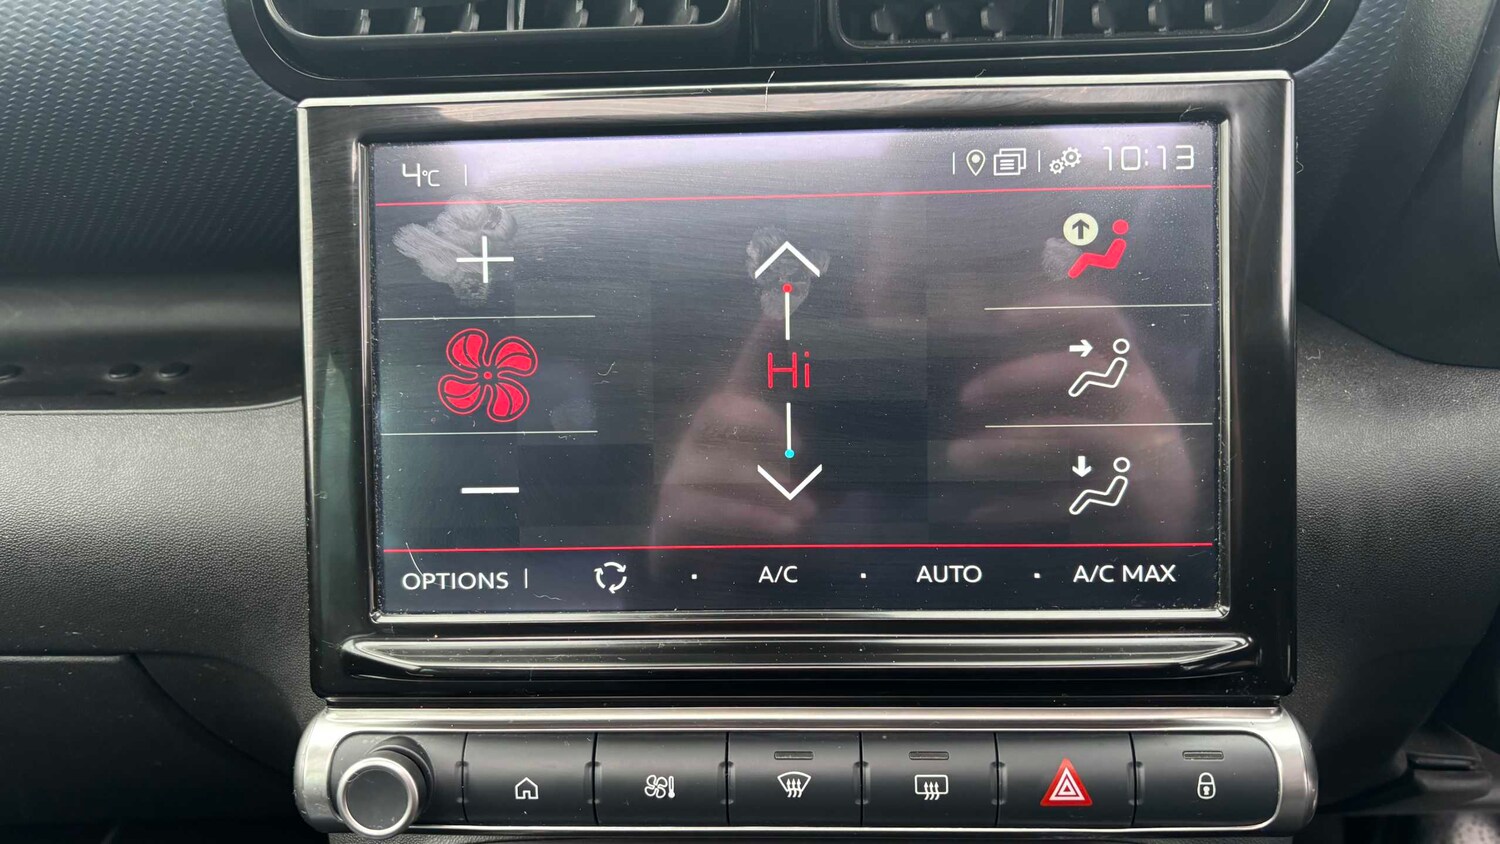 4°C 10:13
Hi
OPTIONS A/C AUTO A/C MAX